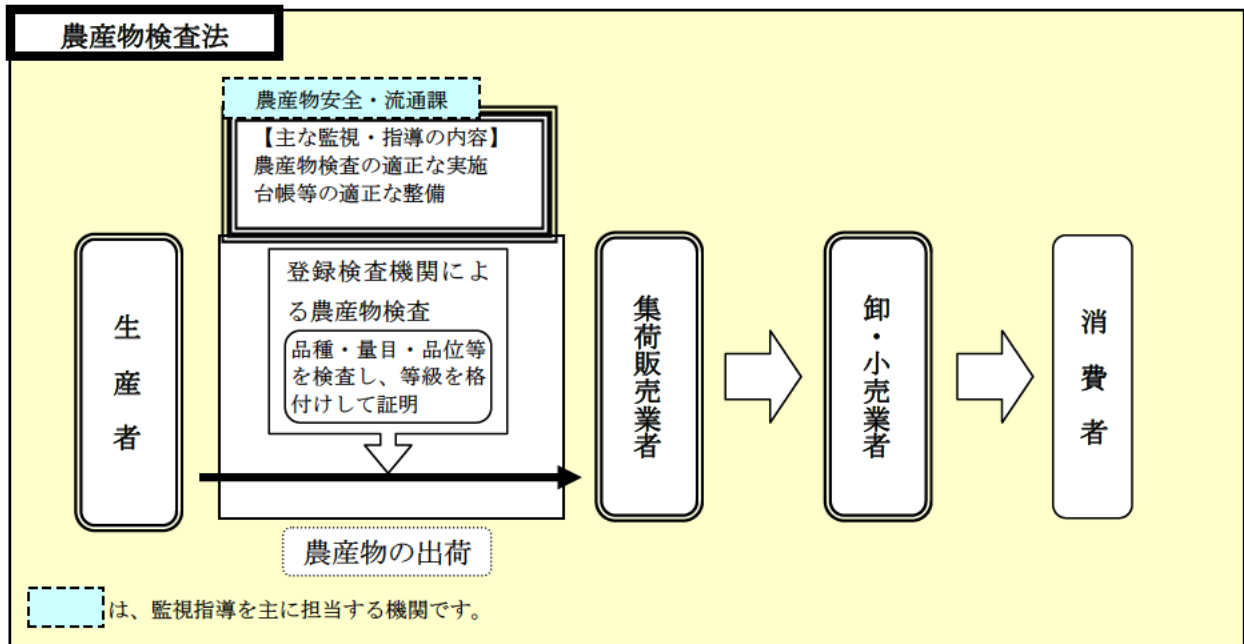 農産物検査法
農産物安全・流通課
【主な監視・指導の内容】
農産物検査の適正な実施
台帳等の適正な整備
生産者
登録検査機関によ
る農産物検査
品種・量目・品位等
を検査し、等級を格
付けして証明
集荷販売業者
卸・小売業者
消費者
農産物の出荷
は、監視指導を主に担当する機関です。